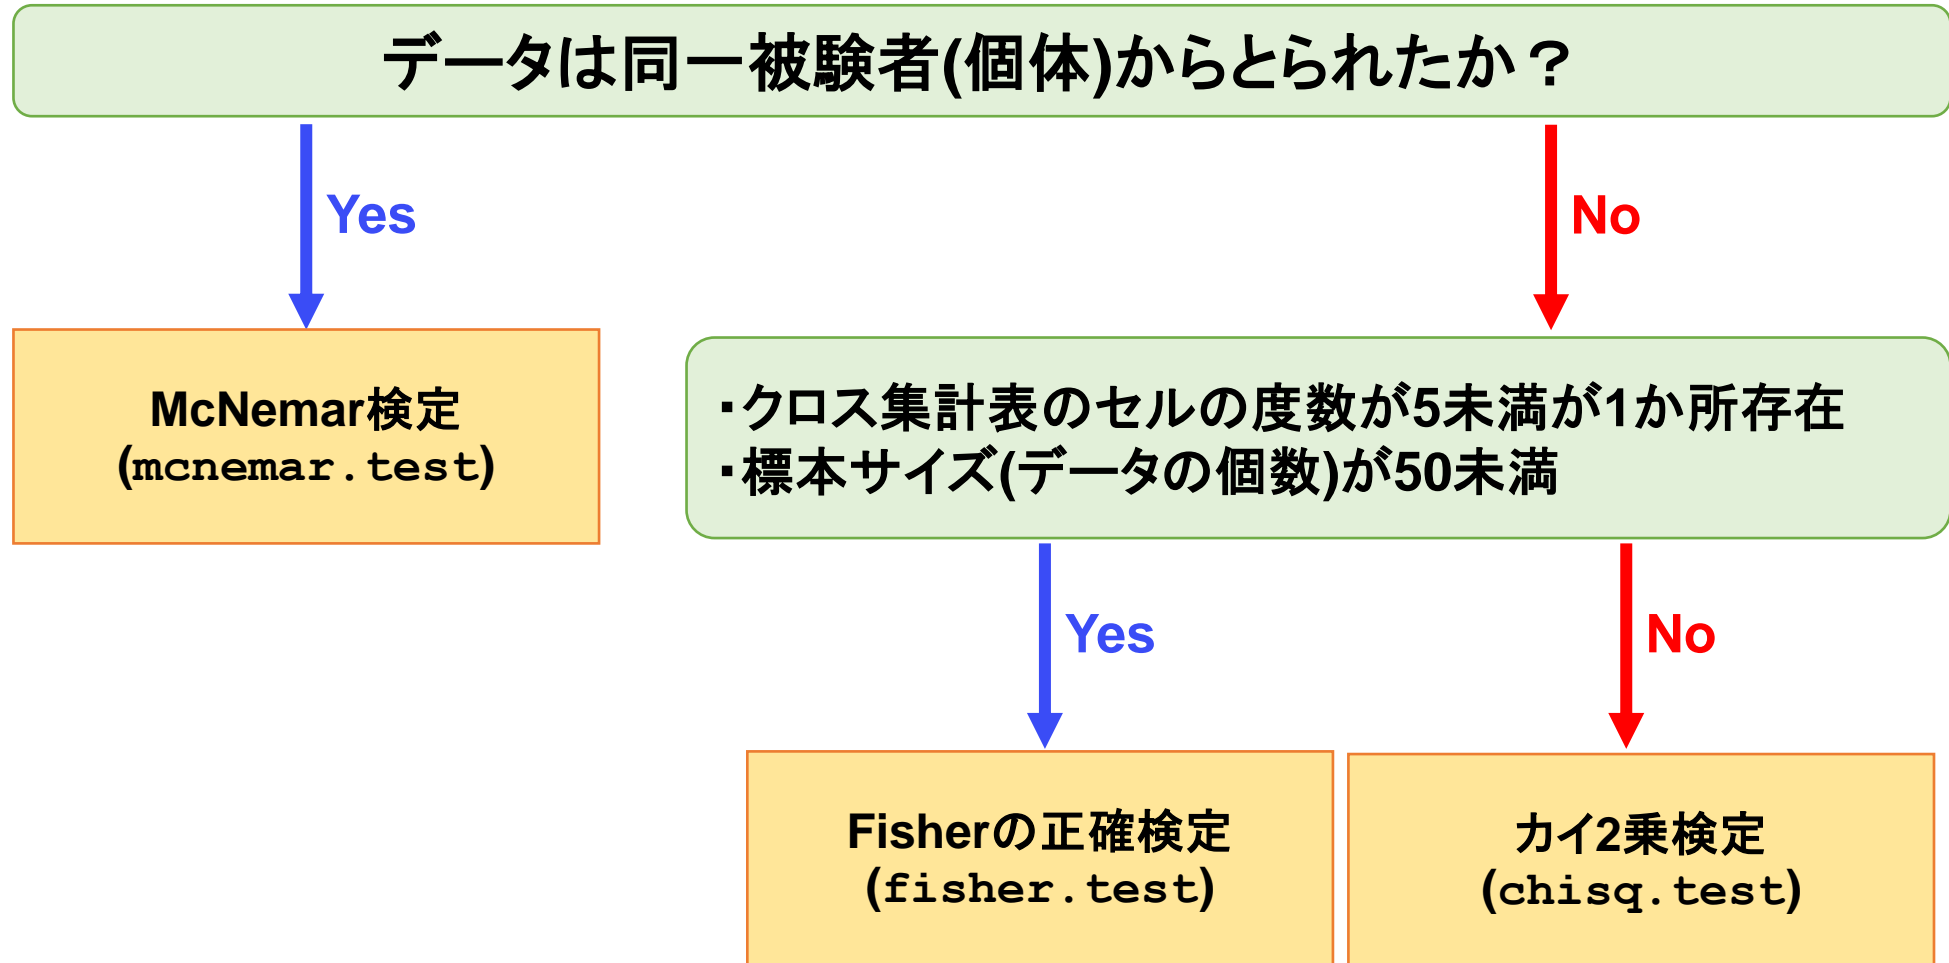 データは同一被験者(個体)からとられたか？
Yes
No
McNemar検定
(mcnemar.test)
・クロス集計表のセルの度数が5未満が1か所存在
・標本サイズ(データの個数)が50未満
Yes
No
Fisherの正確検定
(fisher.test)
カイ2乗検定
(chisq.test)